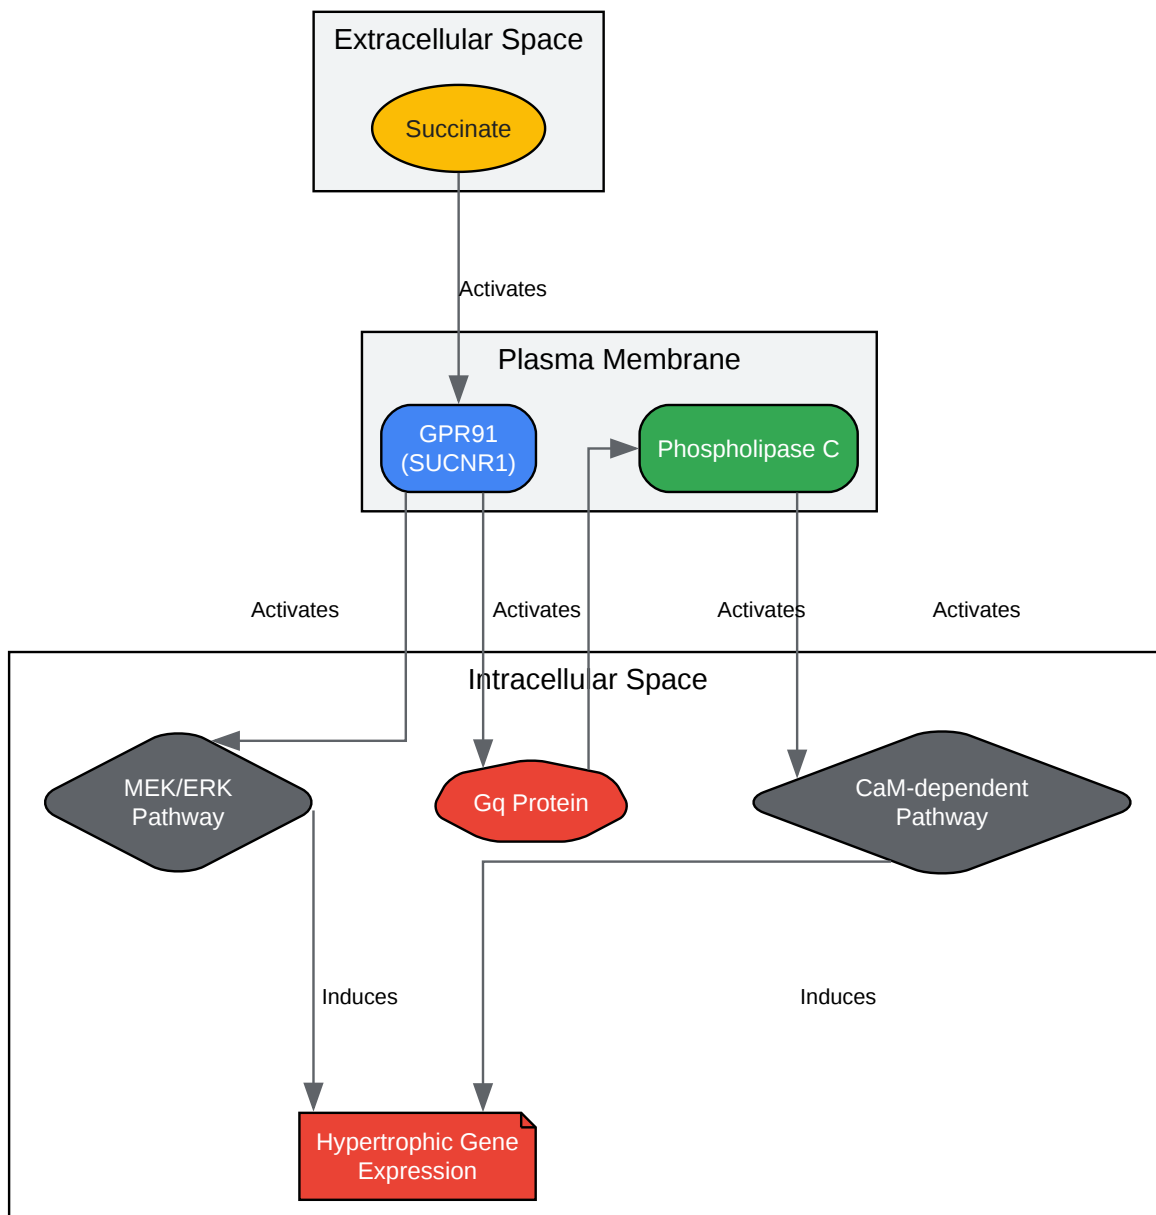 Extracellular Space
Succinate
Activates
Plasma Membrane
GPR91
(SUCNR1)
Phospholipase C
Activates
Activates
Activates
Activates
Intracellular Space
MEK/ERK
Pathway
Gq Protein
CaM-dependent
Pathway
Induces
Induces
Hypertrophic Gene
Expression